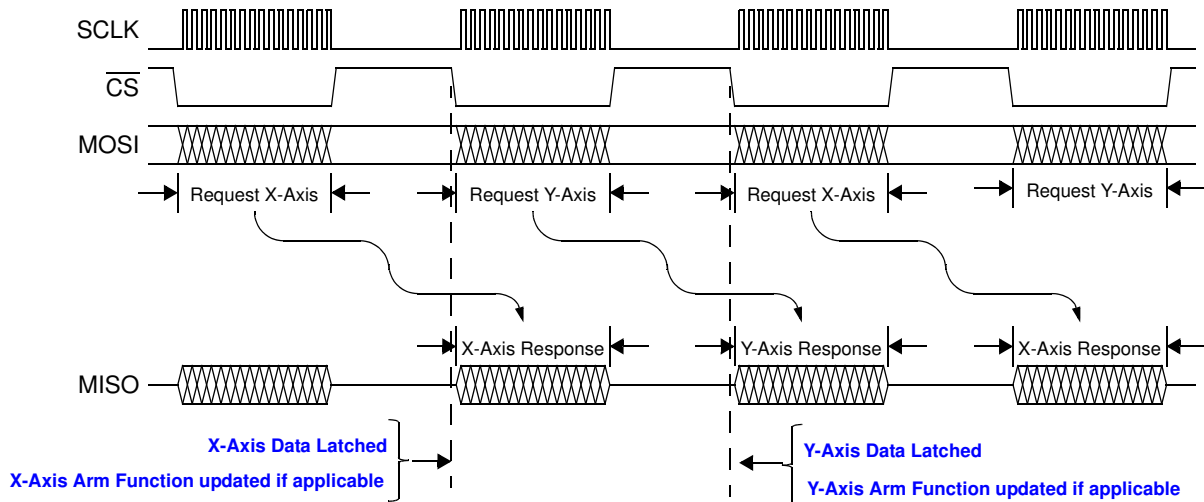 SCLK
CS
MOSI
Request X-Axis
Request Y-Axis
Request X-Axis
Request Y-Axis
X-Axis Response
Y-Axis Response
X-Axis Response
MISO
X-Axis Data Latched
X-Axis Arm Function updated if applicable
Y-Axis Data Latched
Y-Axis Arm Function updated if applicable